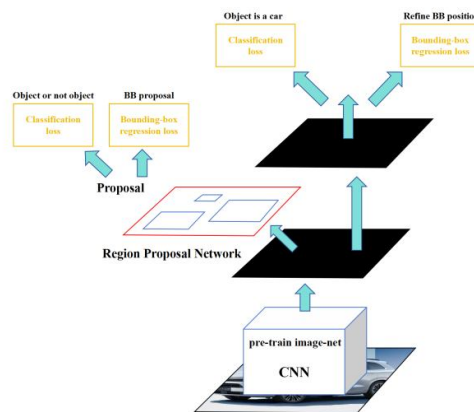 Object is a car
Refine BB position
Classification
loss
Bounding-box
regression loss
Object or not object
BB proposal
Classification
loss
Bounding-box
regression loss
Proposal
Region Proposal Network
pre-train image-net
CNN